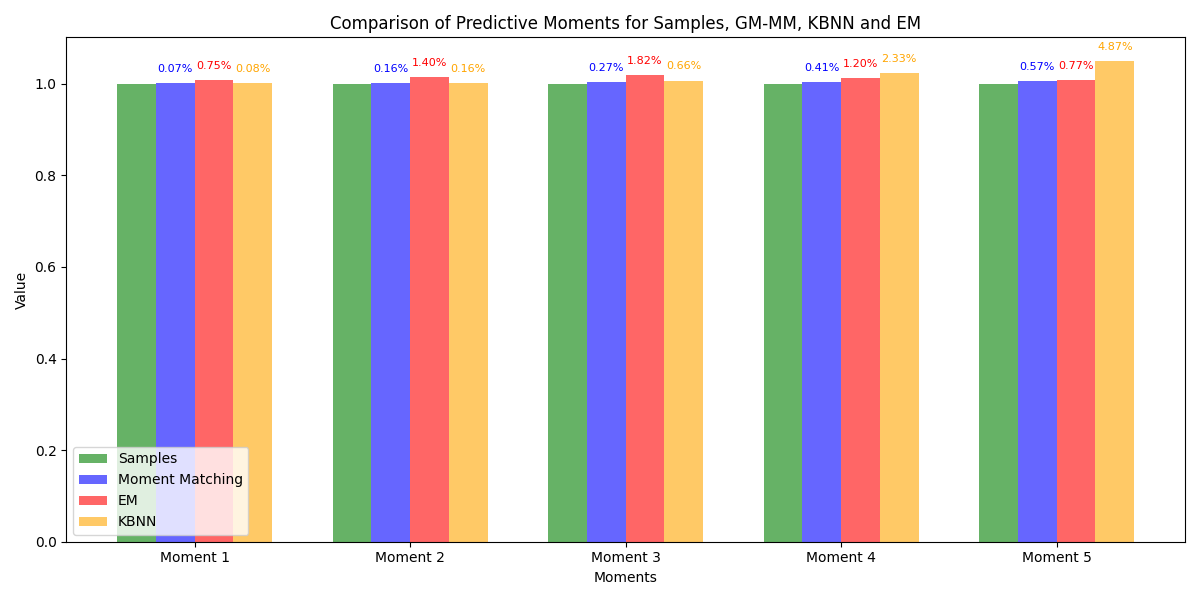 Comparison of Predictive Moments for Samples, GM-MM, KBNN and EM
0.07% 0.75% 0.08% 0.16% 1.40% 0.16% 0.27% 1.82% 0.66% 0.41% 1.20% 2.33% 0.57% 0.77% 4.87%
1.0
0.8
0.6
0.4
0.2
0.0
Value
Samples
Moment Matching
EM
KBNN
Moment 1 Moment 2 Moment 3 Moment 4 Moment 5
Moments